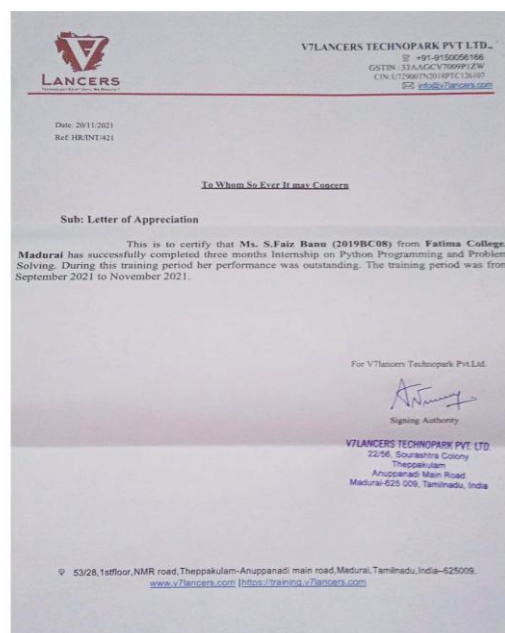 V7
LANCERS
V7LANCERS TECHNOPARK PVT LTD.,
+91-9150056166
GSTIN :33AAGCV7009P1ZW
CIN:U72900TN2018PTC126107
info@v7lancers.com
Date: 20/11/2021
Ref: HR/INT/421
To Whom So Ever It may Concern
Sub: Letter of Appreciation
This is to certify that Ms. S.Faiz Banu (2019BC08) from Fatima College,
Madurai has successfully completed three months Internship on Python Programming and Problem
Solving. During this training period her performance was outstanding. The training period was from
September 2021 to November 2021.
For V7lancers Technopark Pvt.Ltd.
Signing Authority
V7LANCERS TECHNOPARK PVT. LTD.
22/56, Sourashtra Colony
Theppakulam
Anuppanadi Main Road
Madurai-625 009, Tamilnadu, India
53/28,1stfloor,NMR road,Theppakulam-Anuppanadi main road,Madurai,Tamilnadu,India–625009.
www.v7lancers.com |https://training.v7lancers.com